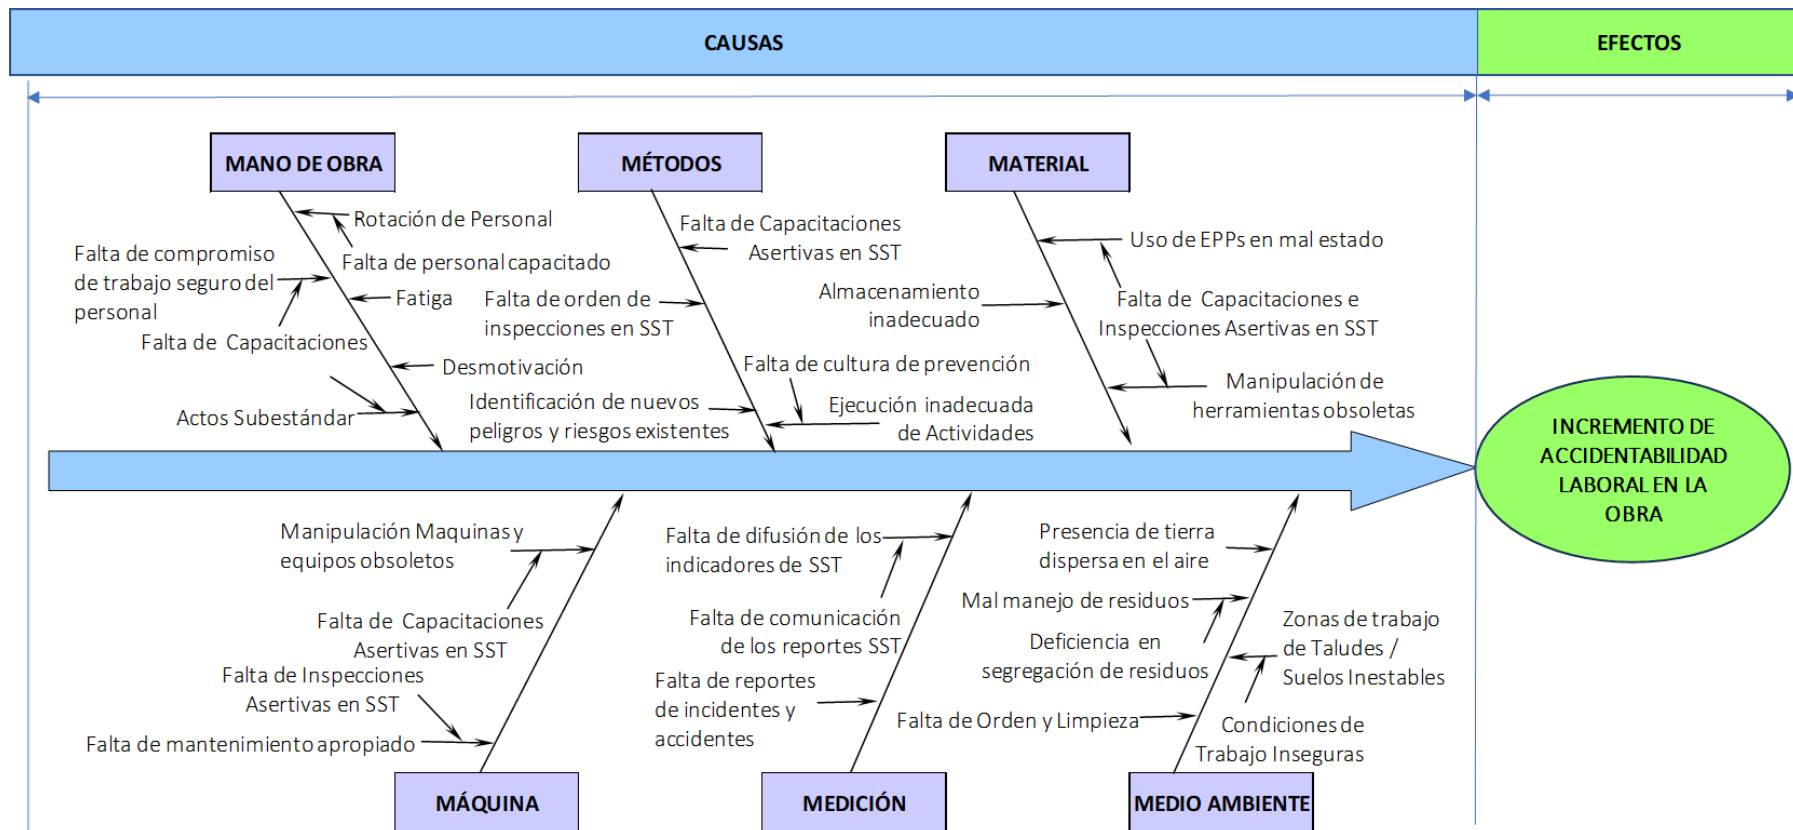 CAUSAS
EFECTOS
MANO DE OBRA
MÉTODOS
MATERIAL
Rotación de Personal
Falta de compromiso
de trabajo seguro del
personal
Falta de personal capacitado
Fatiga
Falta de Capacitaciones
Desmotivación
Actos Subestándar
Falta de Capacitaciones
Asertivas en SST
Falta de orden de
inspecciones en SST
Falta de cultura de prevención
Identificación de nuevos
peligros y riesgos existentes
Ejecución inadecuada
de Actividades
Uso de EPPs en mal estado
Almacenamiento
inadecuado
Falta de Capacitaciones e
Inspecciones Asertivas en SST
Manipulación de
herramientas obsoletas
INCREMENTO DE
ACCIDENTABILIDAD
LABORAL EN LA
OBRA
Manipulación Maquinas y
equipos obsoletos
Falta de Capacitaciones
Asertivas en SST
Falta de Inspecciones
Asertivas en SST
Falta de mantenimiento apropiado
Falta de difusión de los
indicadores de SST
Falta de comunicación
de los reportes SST
Falta de reportes
de incidentes y
accidentes
Presencia de tierra
dispersa en el aire
Mal manejo de residuos
Deficiencia en
segregación de residuos
Zonas de trabajo
de Taludes /
Suelos Inestables
Falta de Orden y Limpieza
Condiciones de
Trabajo Inseguras
MÁQUINA
MEDICIÓN
MEDIO AMBIENTE